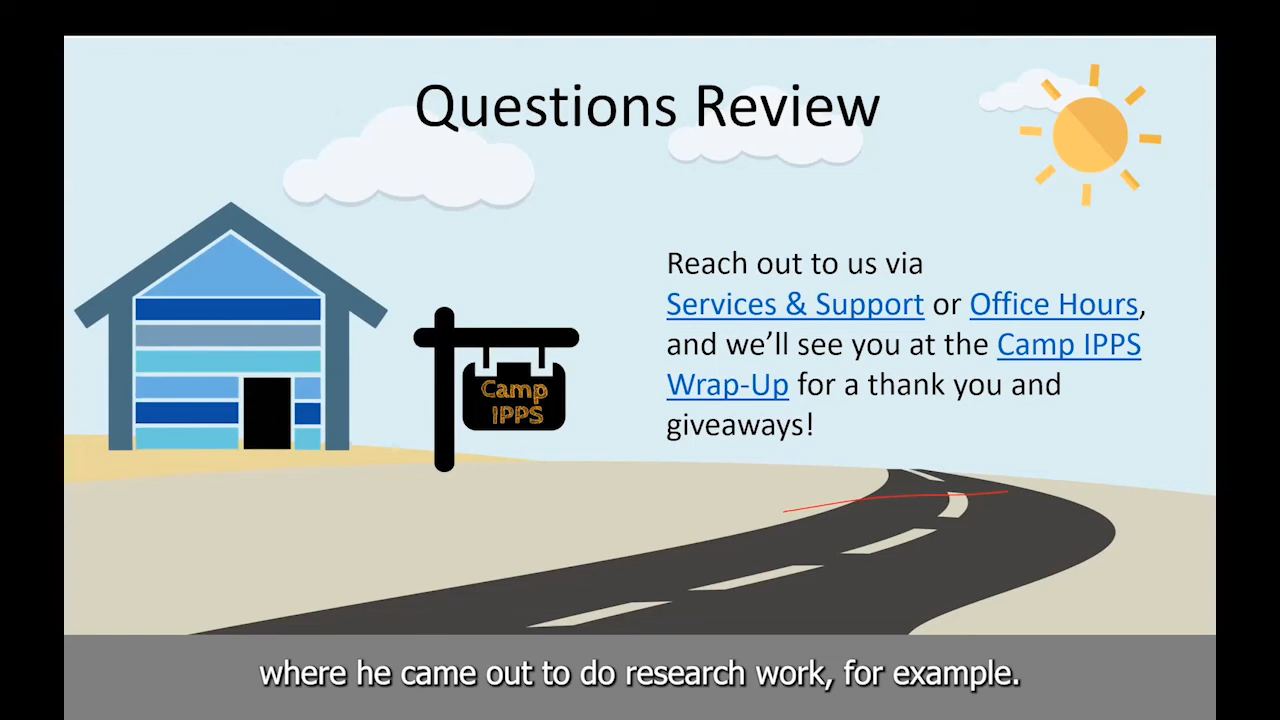 Questions Review
Reach out to us via
Services & Support or Office Hours,
and we’ll see you at the Camp IPPS
Wrap-Up for a thank you and
giveaways!
Camp
IPPS
where he came out to do research work, for example.